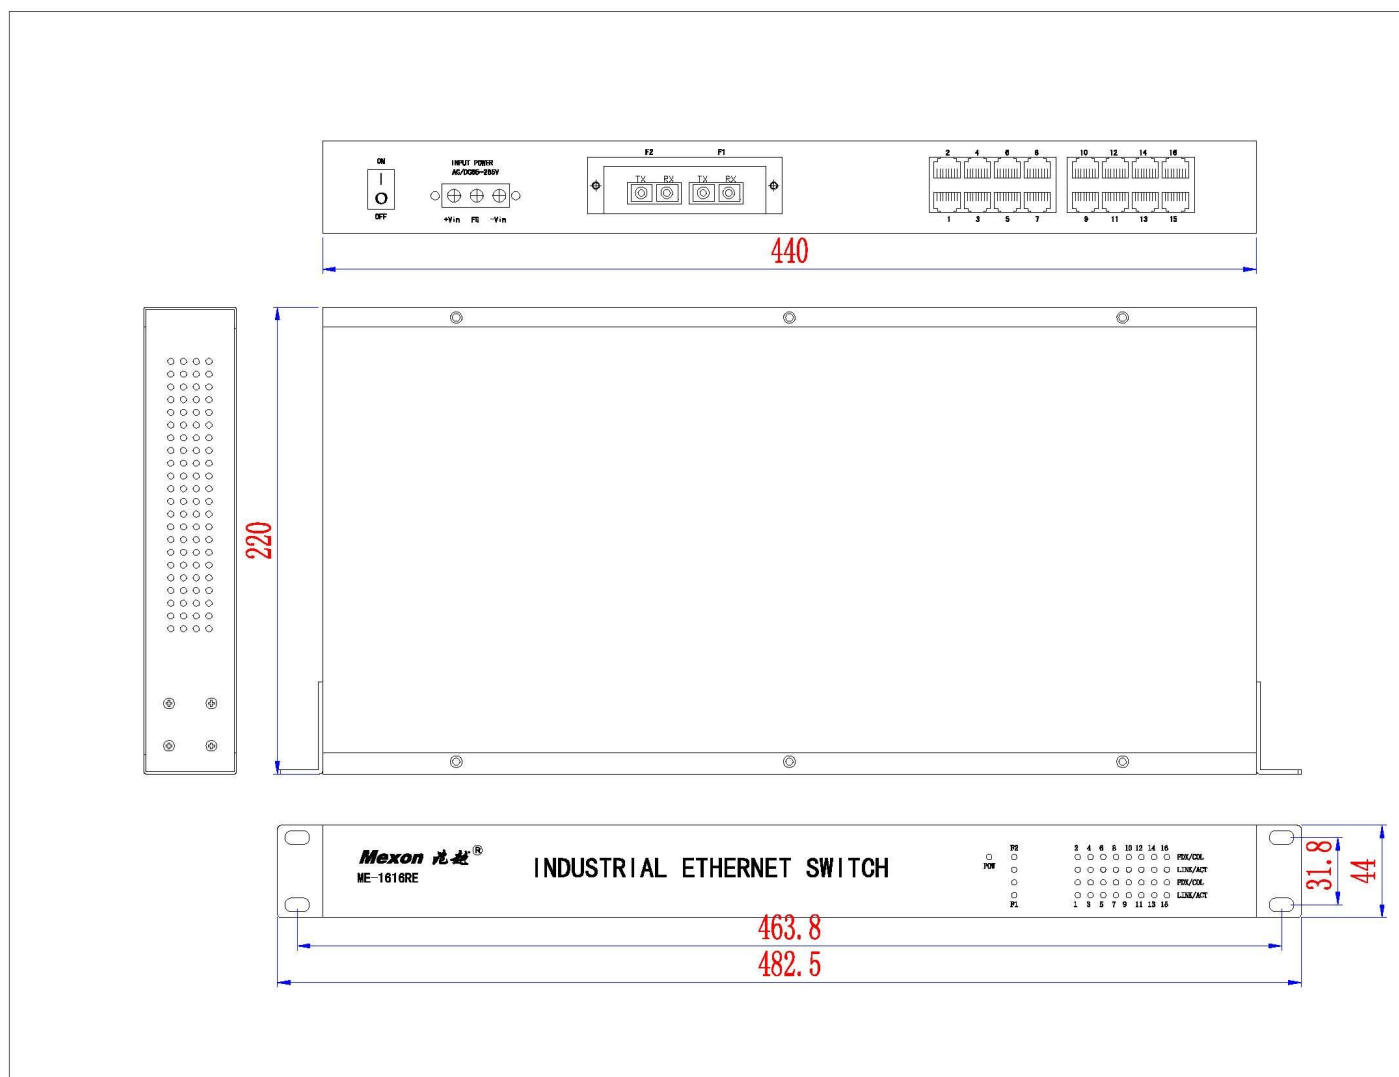 ON
OFF
INPUT POWER
AC/DC85-265V
+Vin FG -Vin
F2 F1
TX RX TX RX
2 4 6 8 10 12 14 16
1 3 5 7 9 11 13 15
440
220
Mexon 兆越®
ME-1616RE
INDUSTRIAL ETHERNET SWITCH
POW
F2
F1
2 4 6 8 10 12 14 16
FDX/COL
LINK/ACT
FDX/COL
LINK/ACT
1 3 5 7 9 11 13 15
31.8
44
463.8
482.5